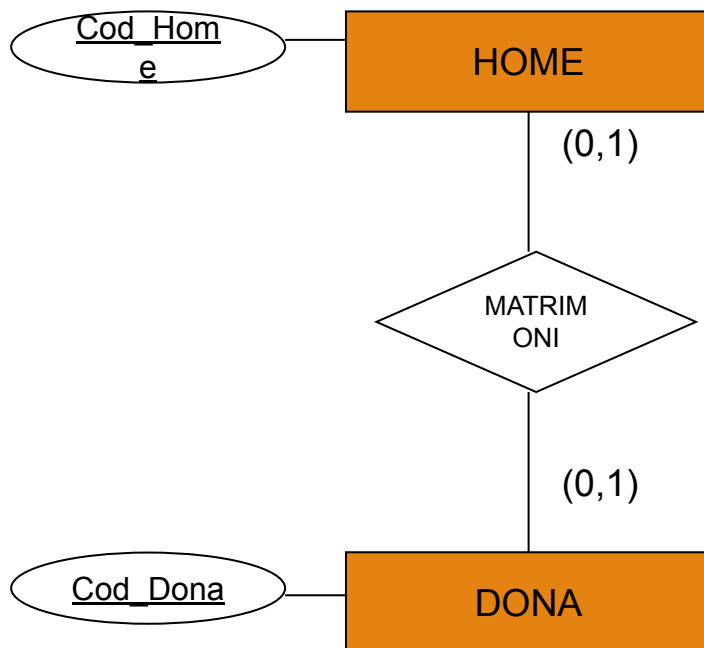 Cod_Hom
e
HOME
(0,1)
MATRIM
ONI
(0,1)
Cod_Dona
DONA